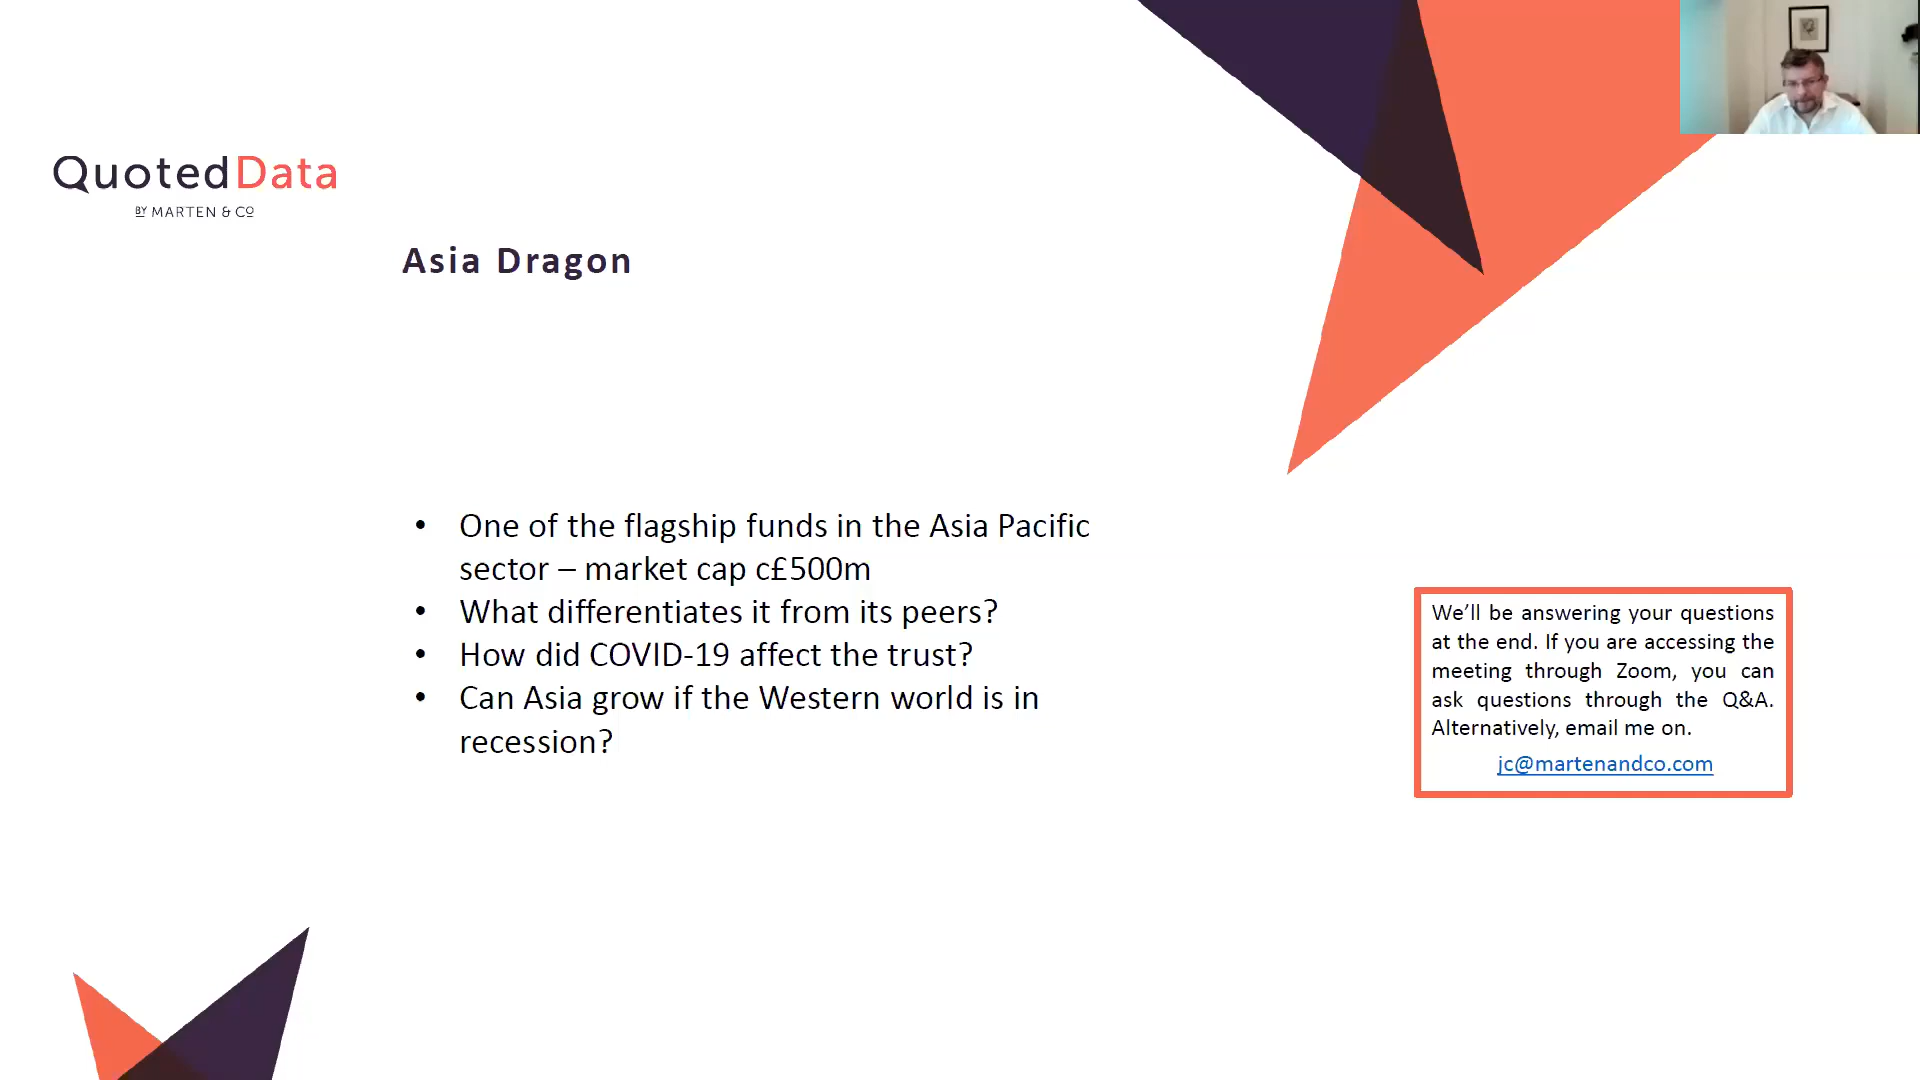 QuotedData
BY MARTEN & CO
Asia Dragon
• One of the flagship funds in the Asia Pacific
sector – market cap c£500m
• What differentiates it from its peers?
• How did COVID-19 affect the trust?
• Can Asia grow if the Western world is in
recession?
We’ll be answering your questions
at the end. If you are accessing the
meeting through Zoom, you can
ask questions through the Q&A.
Alternatively, email me on.
jc@martenandco.com